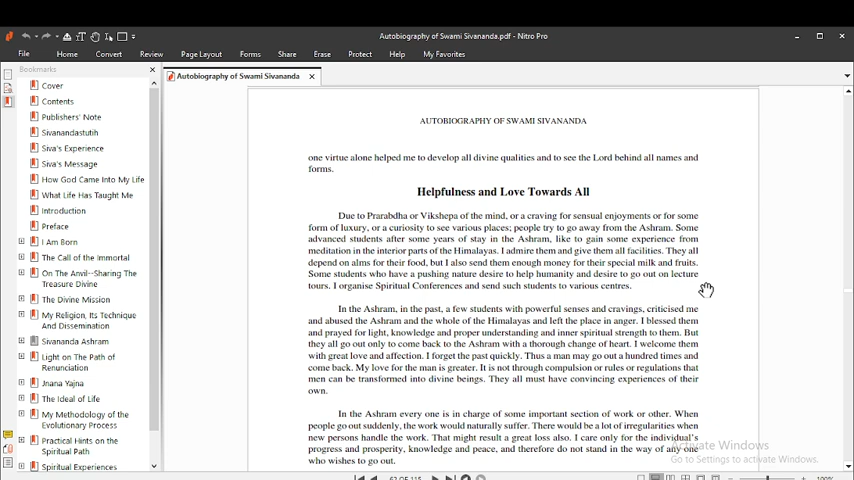 Autobiography of Swami Sivananda.pdf - Nitro Pro
File Home Convert Review Page Layout Forms Share Erase Protect Help My Favorites
Bookmarks
Autobiography of Swami Sivananda
Cover
Contents
Publishers' Note
Sivanandastutih
Siva's Experience
Siva's Message
How God Came Into My Life
What Life Has Taught Me
Introduction
Preface
I Am Born
The Call of the Immortal
On The Anvil--Sharing The
Treasure Divine
The Divine Mission
My Religion, Its Technique
And Dissemination
Sivananda Ashram
Light on The Path of
Renunciation
Jnana Yajna
The Ideal of Life
My Methodology of the
Evolutionary Process
Practical Hints on the
Spiritual Path
Spiritual Experiences
AUTOBIOGRAPHY OF SWAMI SIVANANDA
one virtue alone helped me to develop all divine qualities and to see the Lord behind all names and
forms.
Helpfulness and Love Towards All
Due to Prarabdha or Vikshepa of the mind, or a craving for sensual enjoyments or for some
form of luxury, or a curiosity to see various places; people try to go away from the Ashram. Some
advanced students after some years of stay in the Ashram, like to gain some experience from
meditation in the interior parts of the Himalayas. I admire them and give them all facilities. They all
depend on alms for their food, but I also send them enough money for their special milk and fruits.
Some students who have a pushing nature desire to help humanity and desire to go out on lecture
tours. I organise Spiritual Conferences and send such students to various centres.
In the Ashram, in the past, a few students with powerful senses and cravings, criticised me
and abused the Ashram and the whole of the Himalayas and left the place in anger. I blessed them
and prayed for light, knowledge and proper understanding and inner spiritual strength to them. But
they all go out only to come back to the Ashram with a thorough change of heart. I welcome them
with great love and affection. I forget the past quickly. Thus a man may go out a hundred times and
come back. My love for the man is greater. It is not through compulsion or rules or regulations that
men can be transformed into divine beings. They all must have convincing experiences of their
own.
In the Ashram every one is in charge of some important section of work or other. When
people go out suddenly, the work would naturally suffer. There would be a lot of irregularities when
new persons handle the work. That might result a great loss also. I care only for the individual's
progress and prosperity, knowledge and peace, and therefore do not stand in the way of any one
who wishes to go out.
Activate Windows
Go to Settings to activate Windows.
62 OF 115
100%